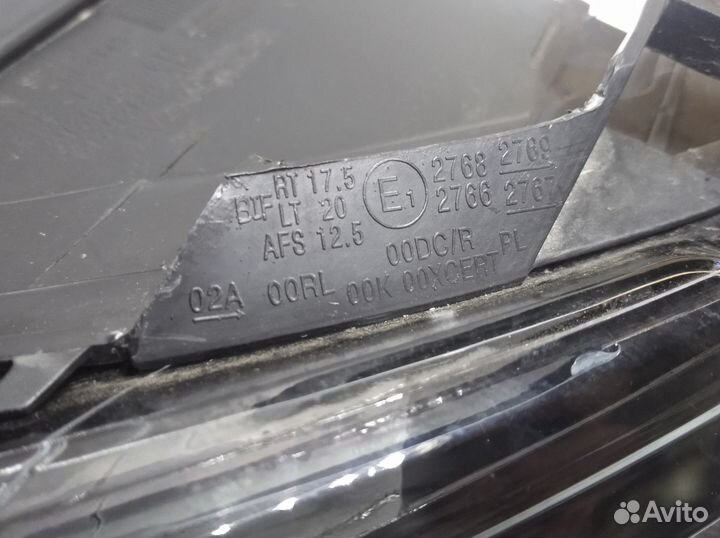 RT 17.5 E1 2768 2769
LT 20 2766 2767
AFS 12.5 00DC/R PL
02A 00RL 00K 00XCERT
Avito